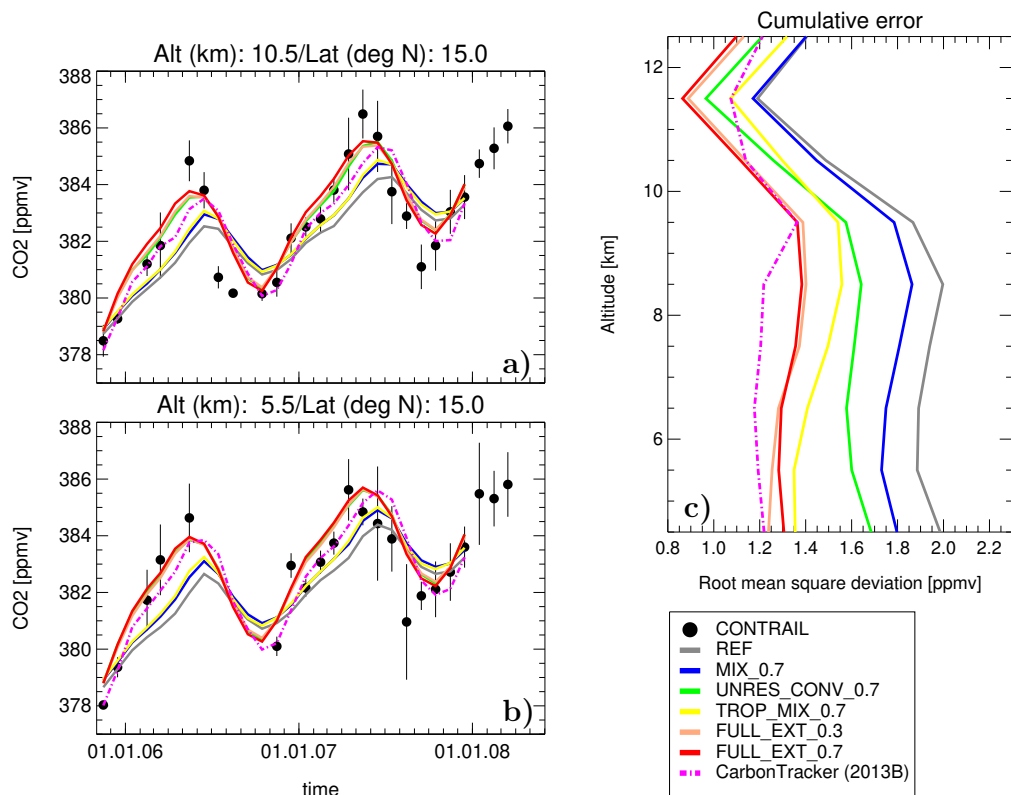 Alt (km): 10.5/Lat (deg N): 15.0
388
386
384
382
380
378
CO2 [ppmv]
a)
Alt (km): 5.5/Lat (deg N): 15.0
388
386
384
382
380
378
CO2 [ppmv]
b)
01.01.06 01.01.07 01.01.08
time
Cumulative error
12
10
8
6
Altitude [km]
c)
0.8 1.0 1.2 1.4 1.6 1.8 2.0 2.2
Root mean square deviation [ppmv]
CONTRAIL
REF
MIX_0.7
UNRES_CONV_0.7
TROP_MIX_0.7
FULL_EXT_0.3
FULL_EXT_0.7
CarbonTracker (2013B)